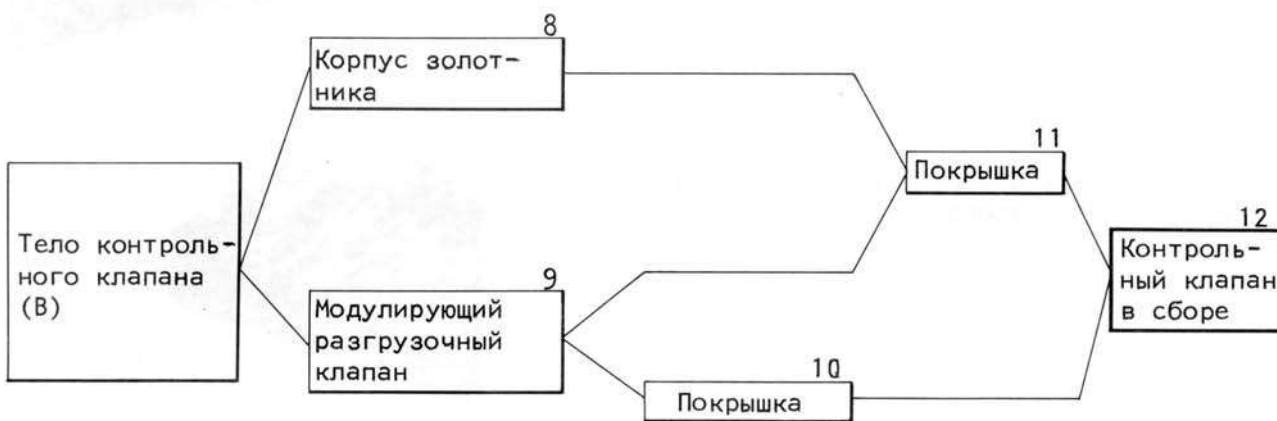 8
Корпус золот-
ника
11
Покрышка
12
Контроль-
ный клапан
в сборе
Тело контроль-
ного клапана
(В)
9
Модулирующий
разгрузочный
клапан
10
Покрышка